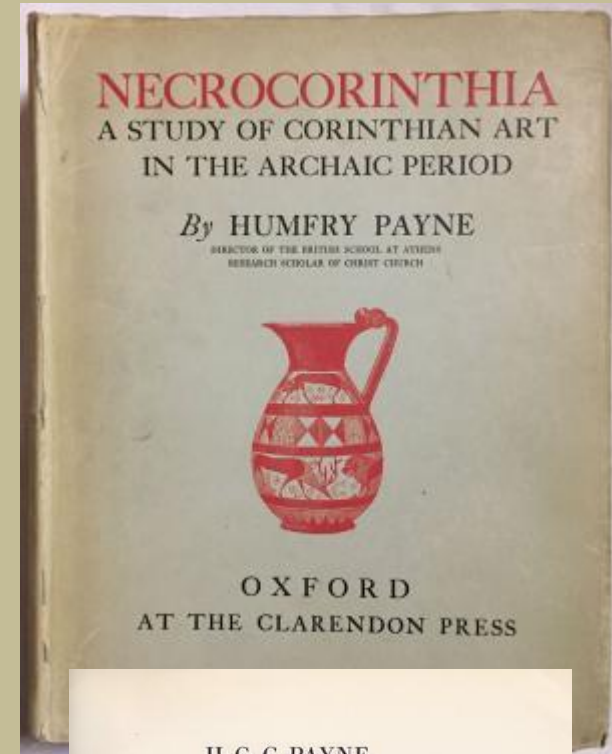 NECROCORINTHIA
A STUDY OF CORINTHIAN ART
IN THE ARCHAIC PERIOD
By HUMFRY PAYNE
DIRECTOR OF THE BRITISH SCHOOL AT ATHENS
RESEARCH SCHOLAR OF CHRIST CHURCH
OXFORD
AT THE CLARENDON PRESS
H. G. G. PAYNE